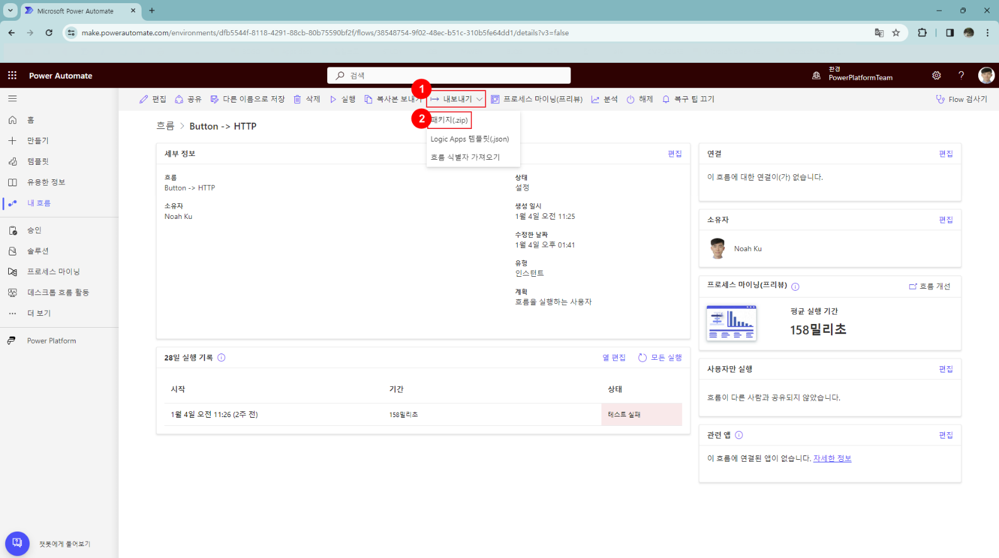 Microsoft Power Automate
make.powerautomate.com/environments/dfb5544f-8118-4291-88cb-80b75590bf2f/flows/38548754-9f02-48ec-b51c-310b5fe64dd1/details?v3=false
Power Automate
검색
환경
PowerPlatformTeam
편집 공유 다른 이름으로 저장 삭제 실행 복사본 보내기 내보내기 프로세스 마이닝(프리뷰) 분석 해제 복구 팁 끄기 Flow 검사기
1
2
패키지(.zip)
Logic Apps 템플릿(.json)
흐름 식별자 가져오기
홈
만들기
템플릿
유용한 정보
내 흐름
승인
솔루션
프로세스 마이닝
데스크톱 흐름 활동
더 보기
Power Platform
챗봇에게 물어보기
흐름 > Button -> HTTP
세부 정보 편집
흐름
Button -> HTTP
소유자
Noah Ku
상태
설정
생성 일시
1월 4일 오전 11:25
수정한 날짜
1월 4일 오후 01:41
유형
인스턴트
계획
흐름을 실행하는 사용자
28일 실행 기록 열 편집 모든 실행
시작 기간 상태
1월 4일 오전 11:26 (2주 전) 158밀리초 테스트 실패
연결 편집
이 흐름에 대한 연결이(가) 없습니다.
소유자 편집
Noah Ku
프로세스 마이닝(프리뷰) 흐름 개선
평균 실행 기간
158밀리초
사용자만 실행 편집
흐름이 다른 사람과 공유되지 않았습니다.
관련 앱 편집
이 흐름에 연결된 앱이 없습니다. 자세한 정보